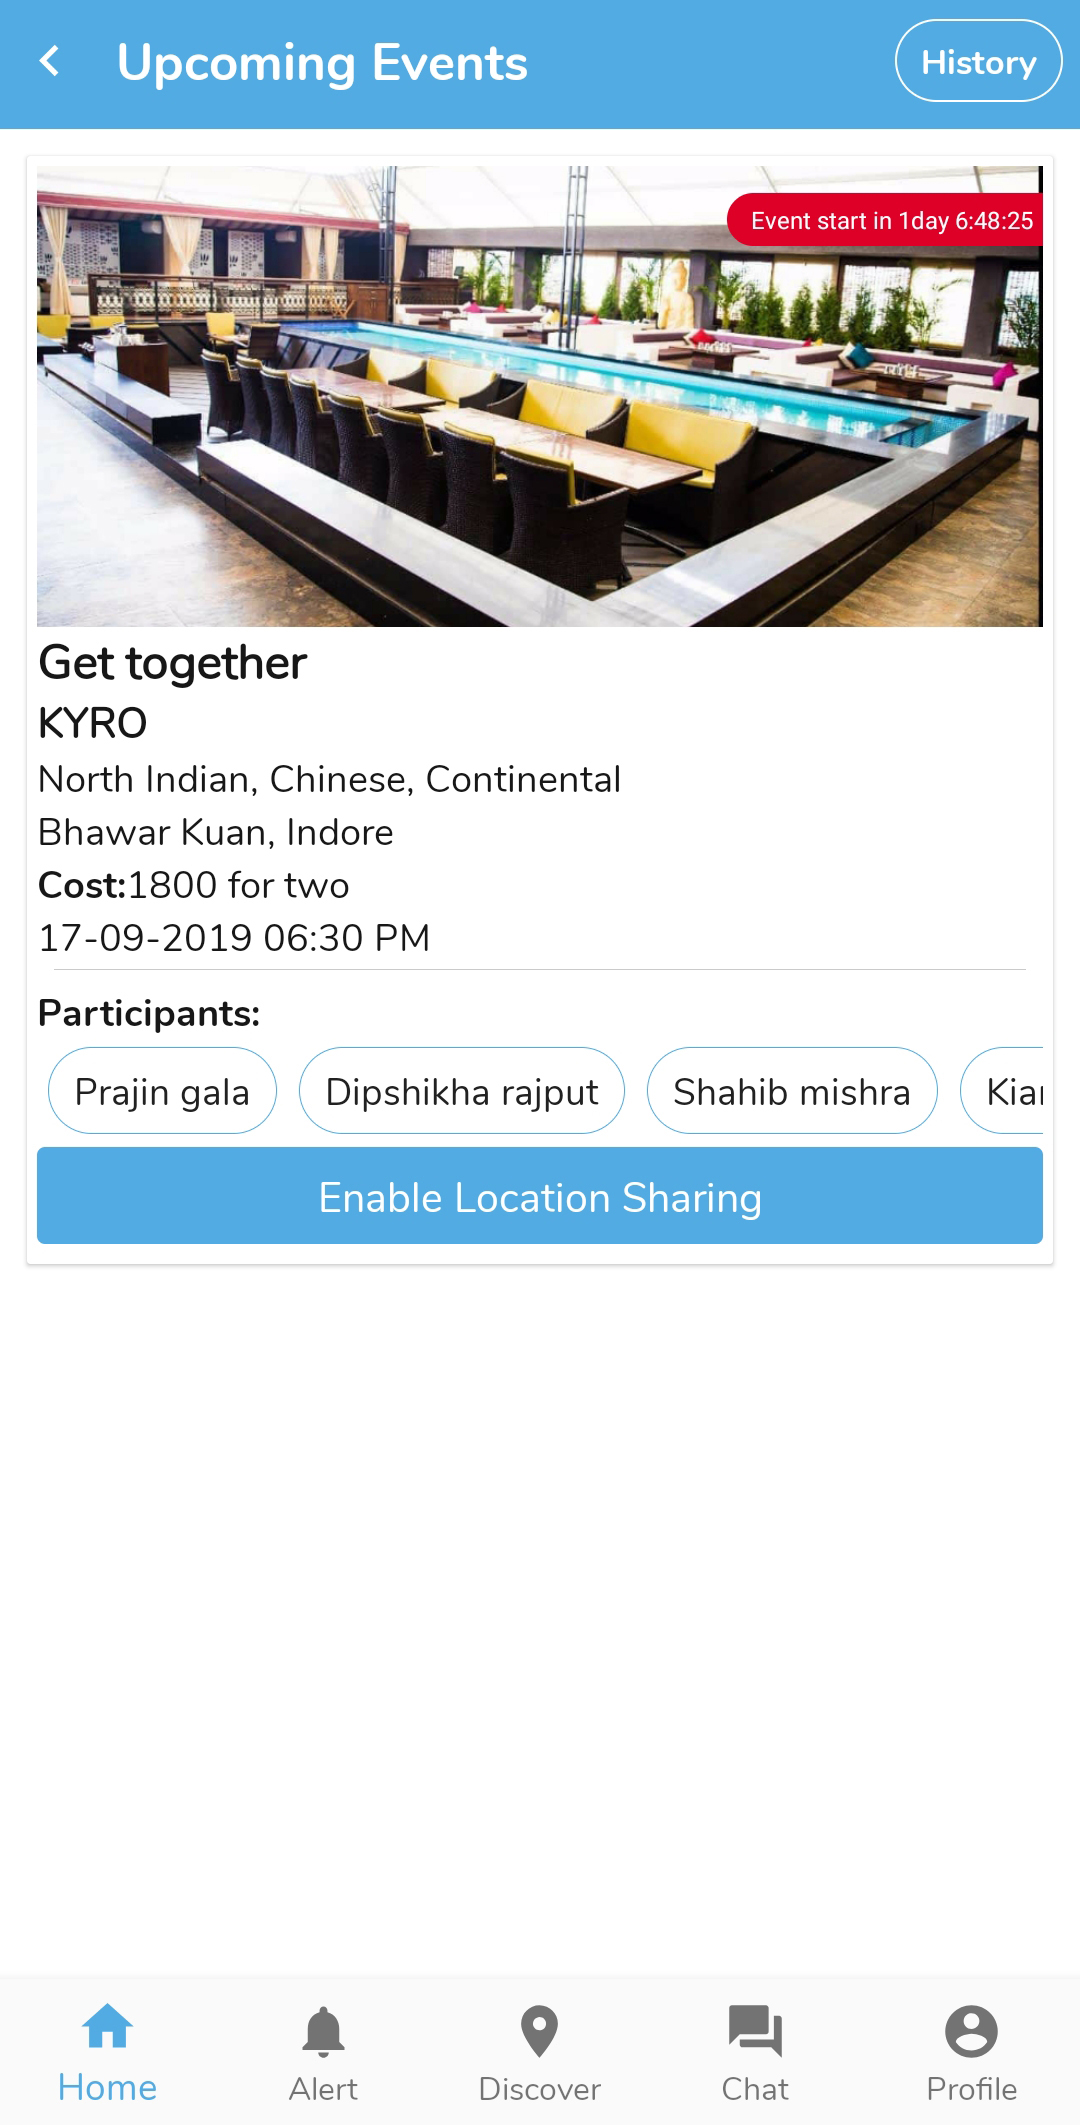 Upcoming Events
History
Event start in 1day 6:48:25
Get together
KYRO
North Indian, Chinese, Continental
Bhawar Kuan, Indore
Cost:1800 for two
17-09-2019 06:30 PM
Participants:
Prajin gala Dipshikha rajput Shahib mishra
Enable Location Sharing
Home Alert Discover Chat Profile